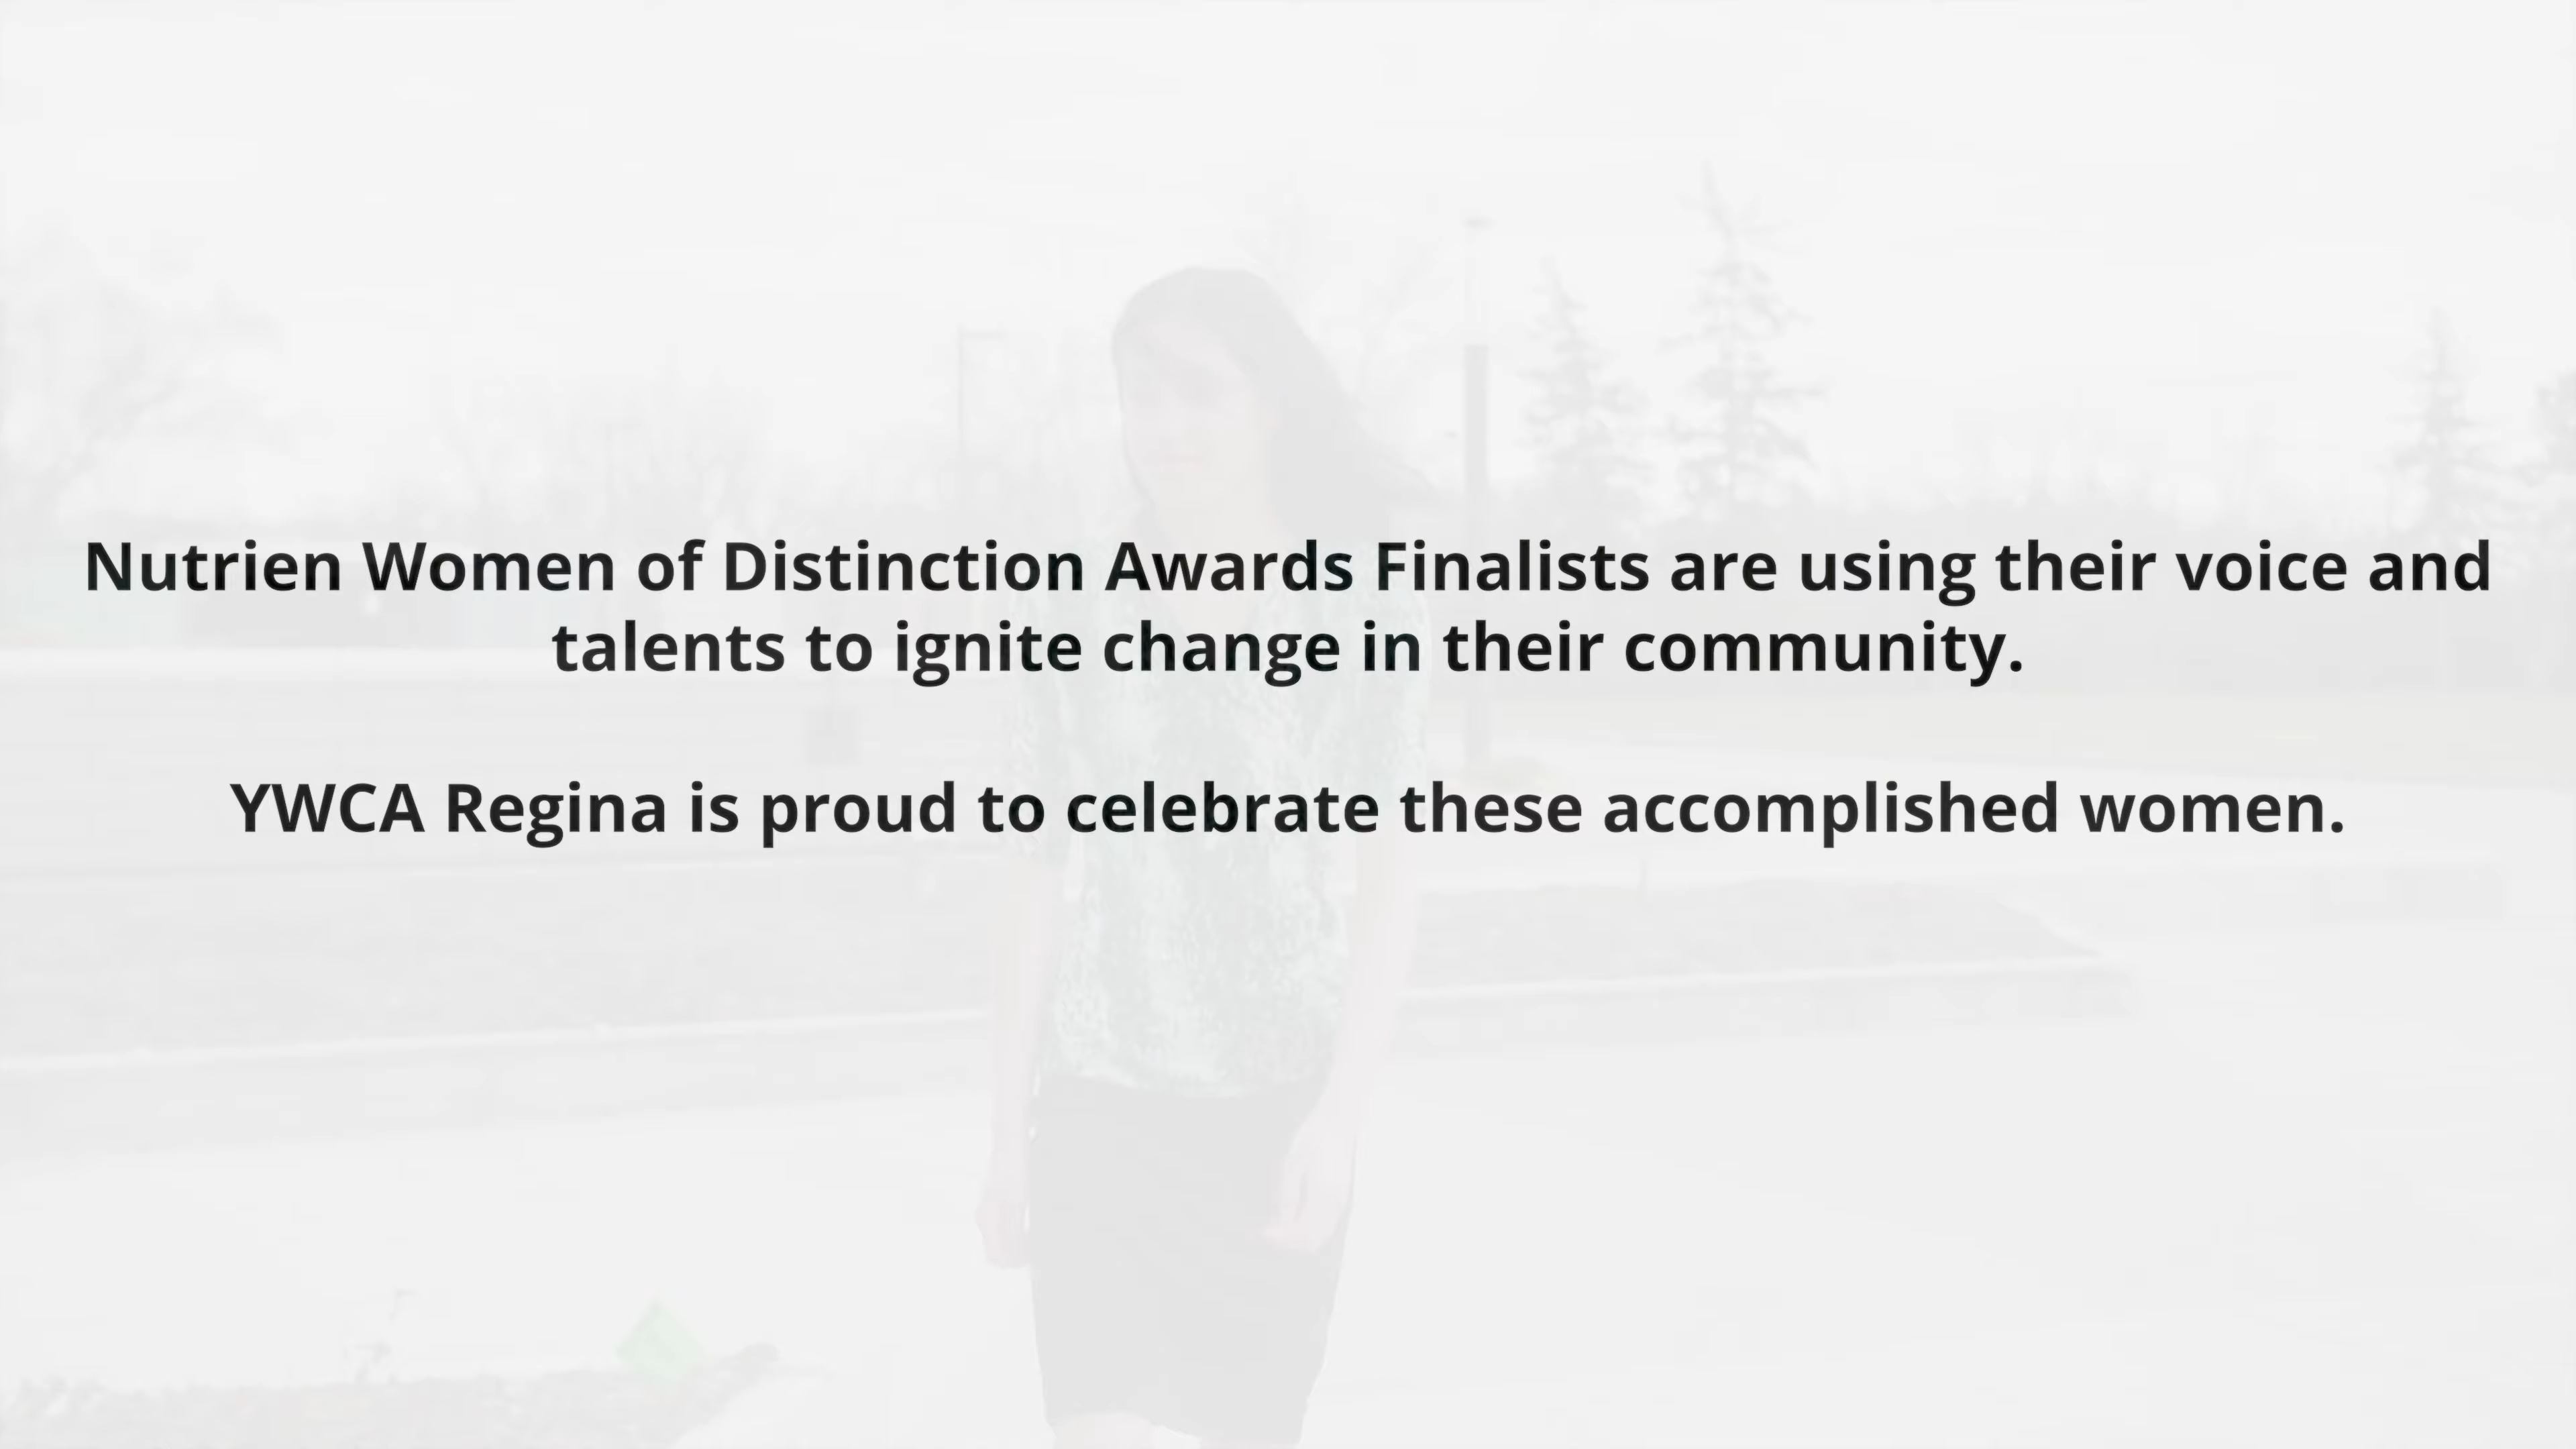 Nutrien Women of Distinction Awards Finalists are using their voice and
talents to ignite change in their community.
YWCA Regina is proud to celebrate these accomplished women.